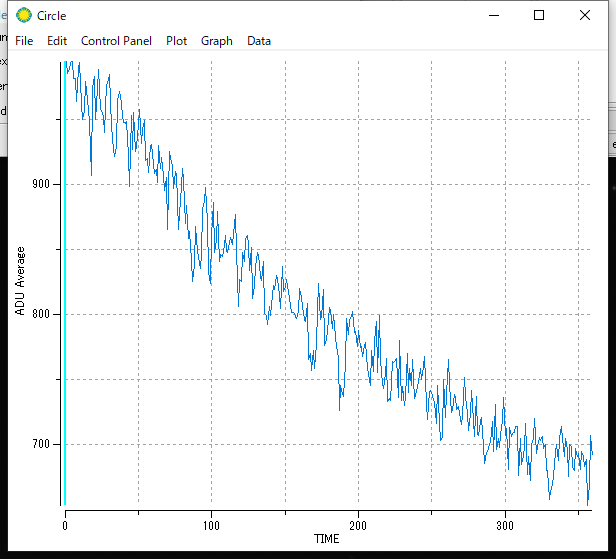 Circle
File Edit Control Panel Plot Graph Data
900
800
700
ADU Average
0 100 200 300
TIME